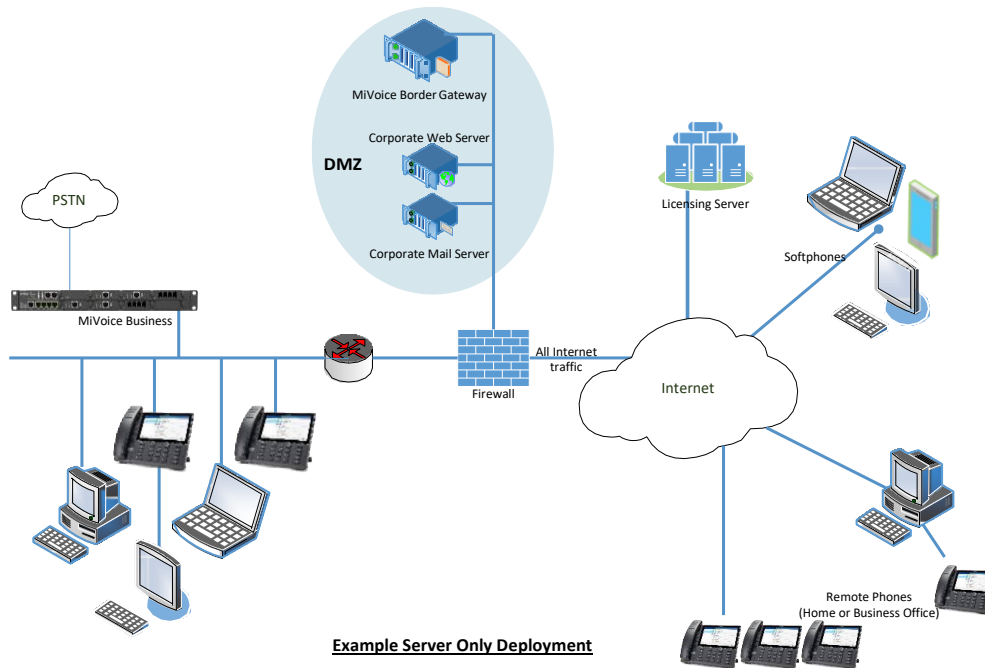 MiVoice Border Gateway
Corporate Web Server
DMZ
Corporate Mail Server
PSTN
MiVoice Business
Licensing Server
Softphones
All Internet
traffic
Firewall
Internet
Remote Phones
(Home or Business Office)
Example Server Only Deployment